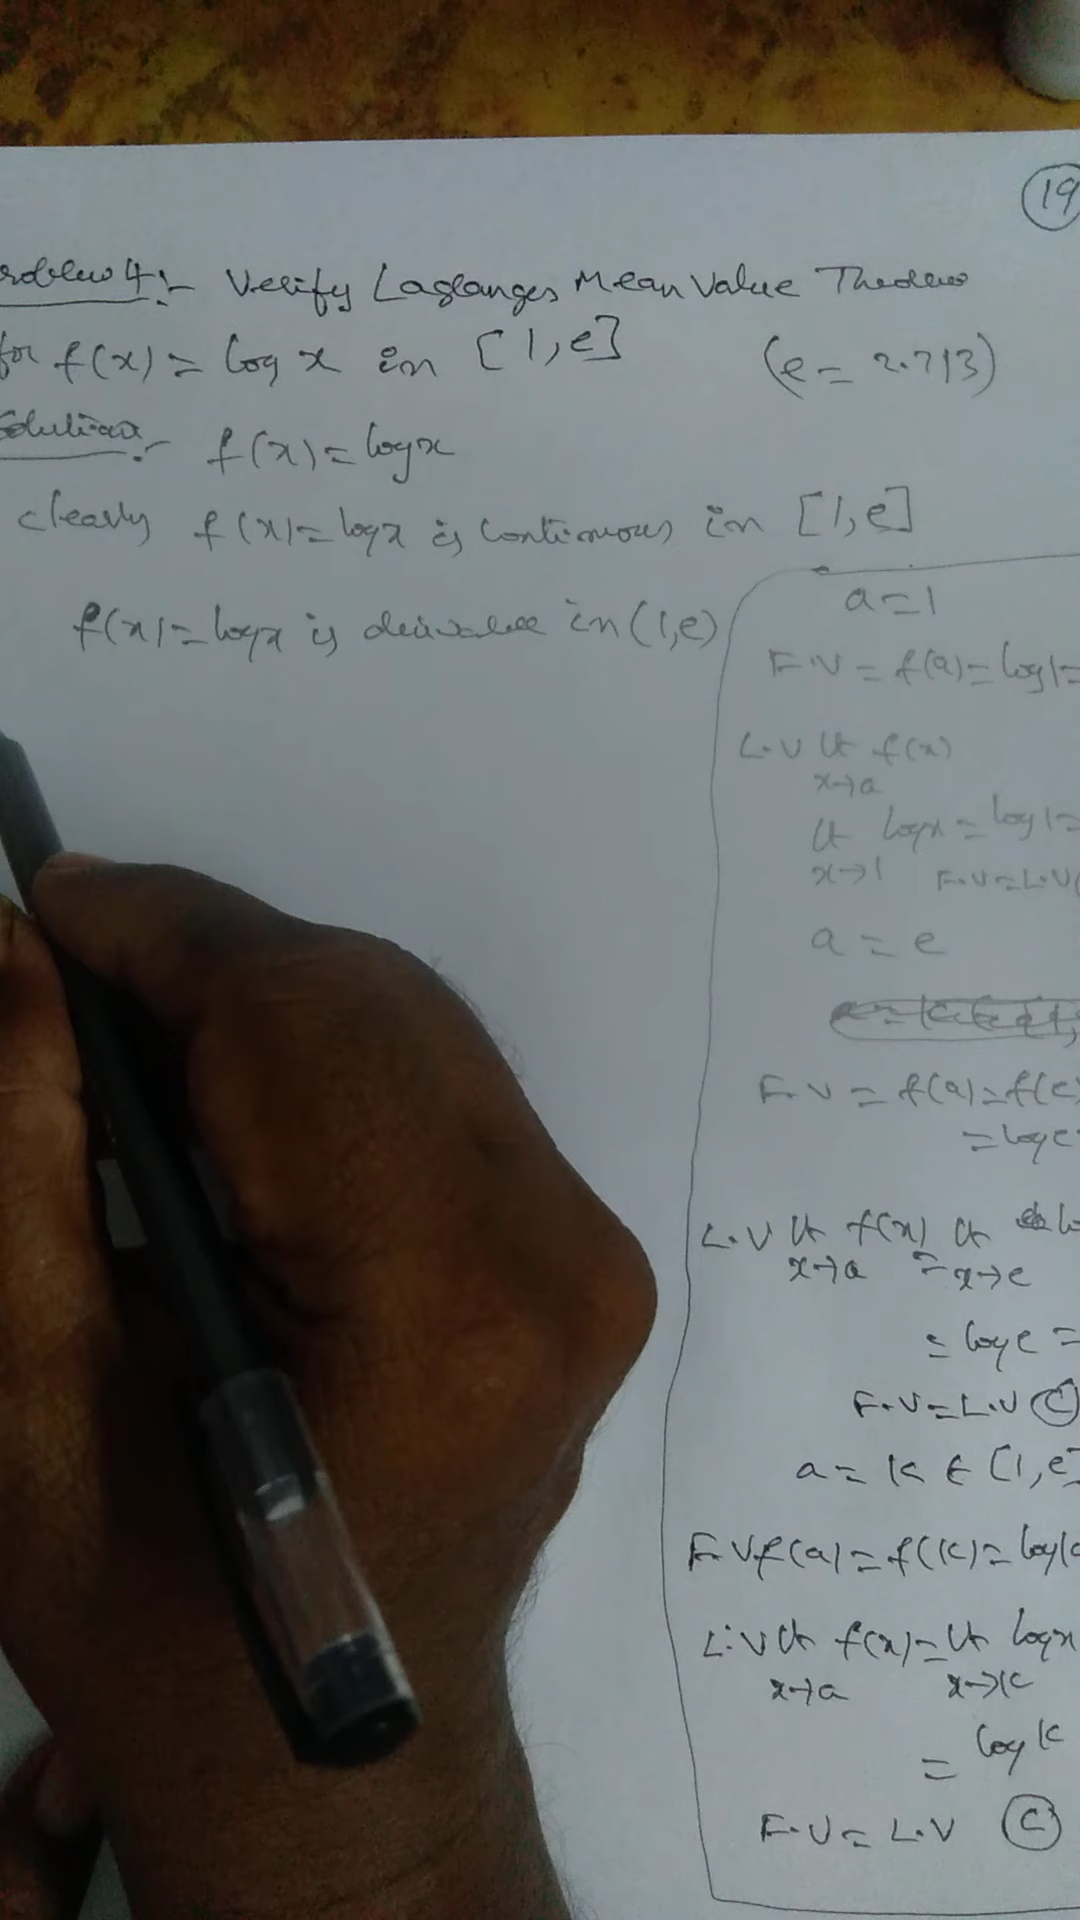 19
roblem 4:- Verify Lagranges Mean Value Theorem
for f(x) = log x in [1, e] (e = 2.713)
Solution:- f(x) = log x
clearly f(x) = log x is continuous in [1, e]
f(x) = log x is derivable in (1, e)
a = 1
F.V = f(a) = log 1 =
L.V Lt f(x)
x→a
Lt log x = log 1 =
x→1 F.V = L.V
a = e
F.V = f(a) = f(e)
= log e
L.V Lt f(x) Lt
x→a = x→e
= log e =
F.V = L.V C
a = K ∈ (1, e]
F.V f(a) = f(K) = log K
L.V Lt f(x) = Lt log x
x→a x→K
= log K
F.V = L.V C